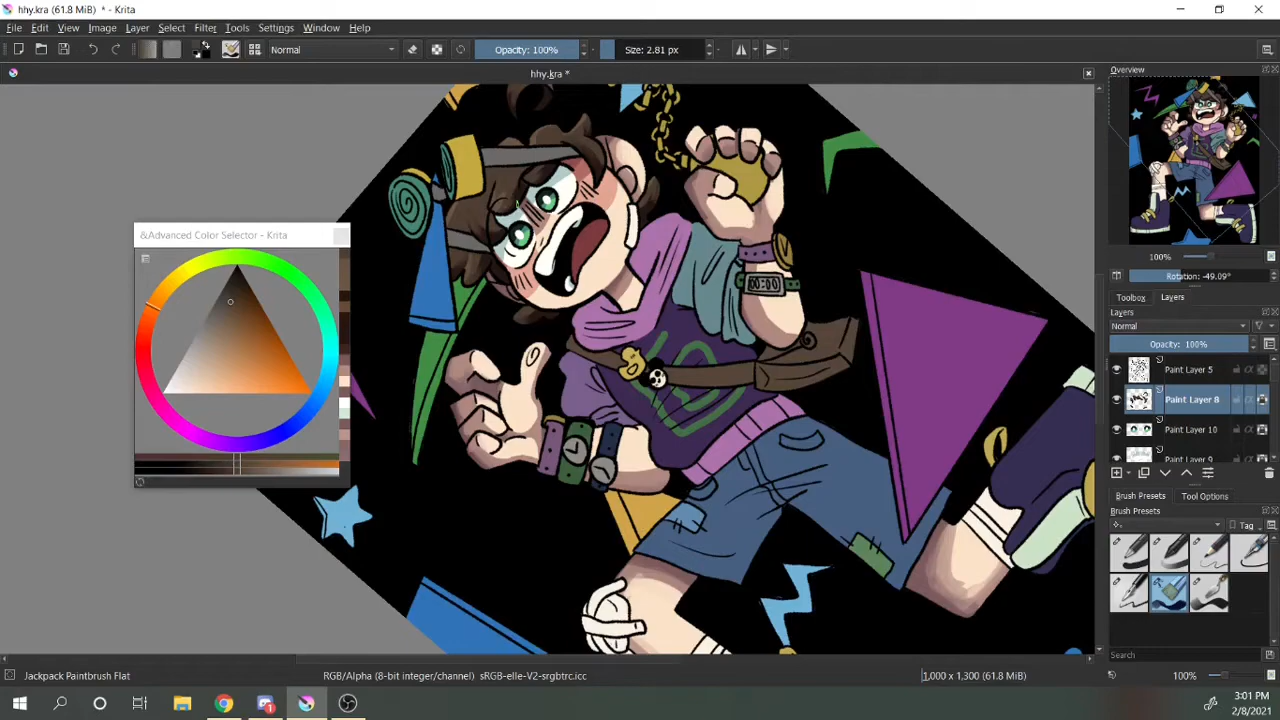 hhy.kra (61.8 MiB) * - Krita
File Edit View Image Layer Select Filter Tools Settings Window Help
Normal
Opacity: 100%
Size: 2.81 px
hhy.kra *
Overview
100%
Rotation: -49.09°
Toolbox
Layers
Layers
Normal
Opacity: 100%
Paint Layer 5
Paint Layer 8
Paint Layer 10
Paint Layer 9
Brush Presets
Tool Options
Brush Presets
Tag
Search
&Advanced Color Selector - Krita
00:00
Jackpack Paintbrush Flat
RGB/Alpha (8-bit integer/channel) sRGB-elle-V2-srgbtrc.icc
1,000 x 1,300 (61.8 MiB)
100%
1
3:01 PM
2/8/2021